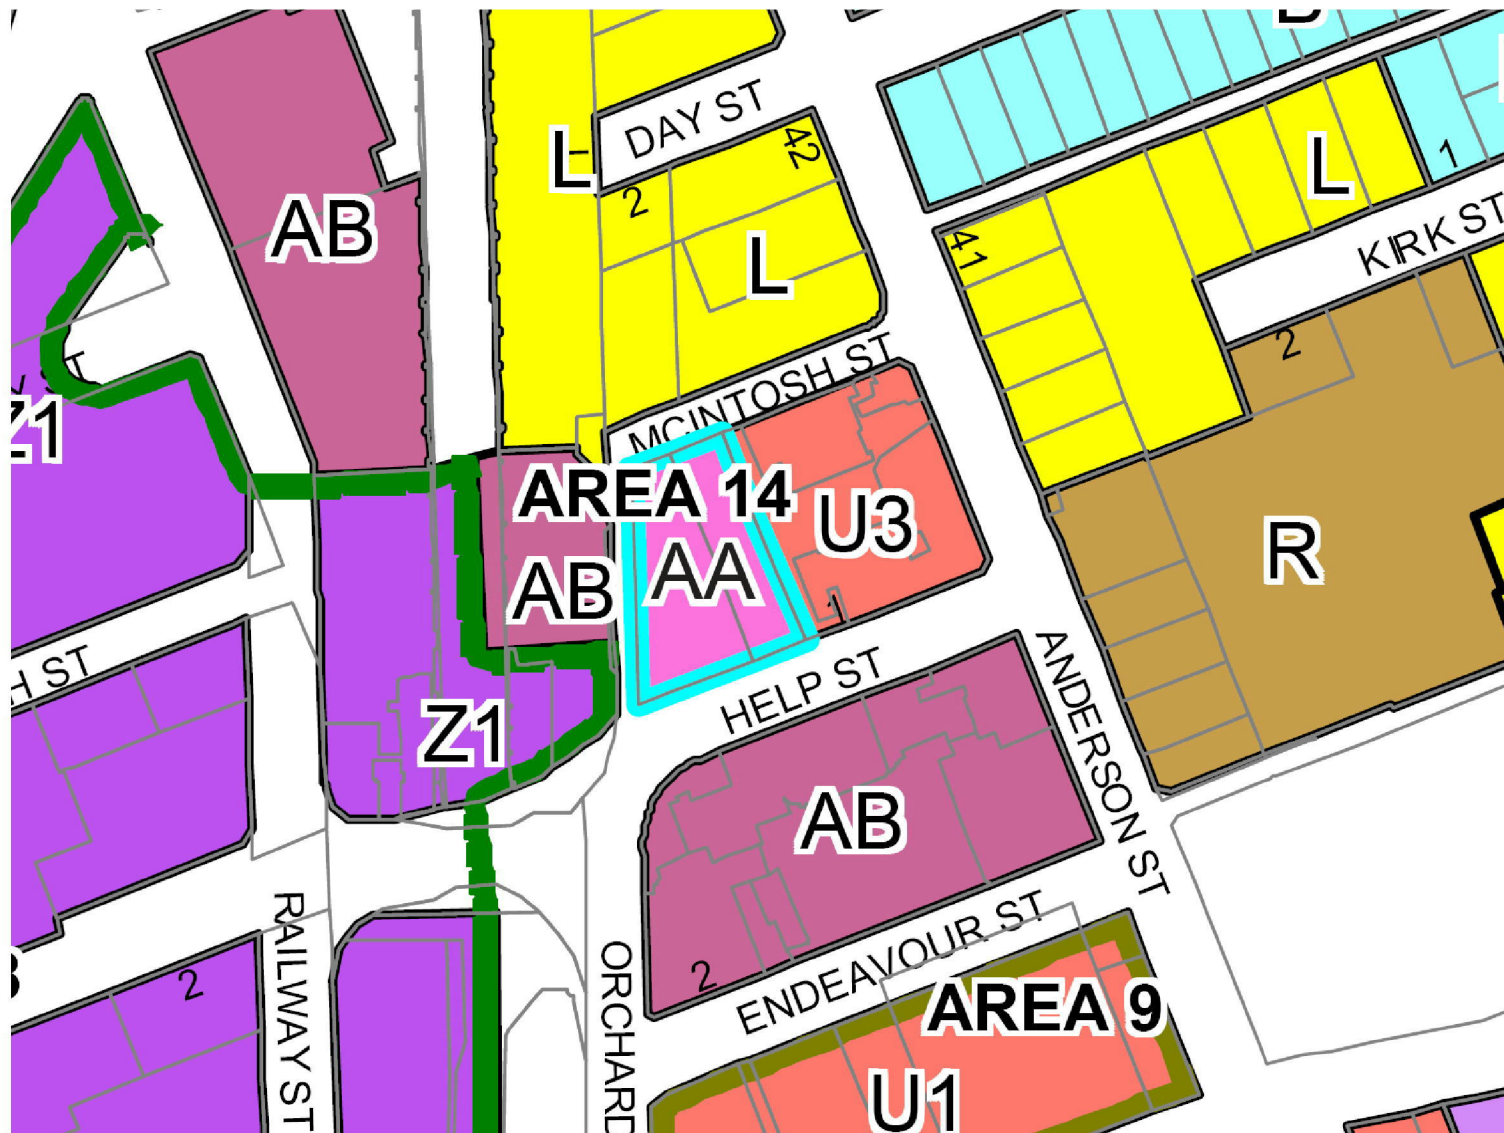 DAY ST
42
L
2
L
L
1
41
KIRK ST
AB
L
MCINTOSH ST
2
Z1
AREA 14
U3
AA
AB
R
1
H ST
HELP ST
ANDERSON ST
Z1
AB
RAILWAY ST
ORCHARD
2
2
ENDEAVOUR ST
AREA 9
U1